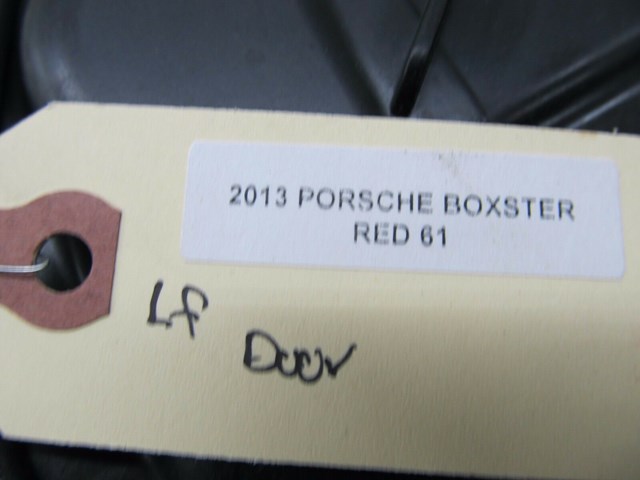 2013 PORSCHE BOXSTER
RED 61
LF
Door